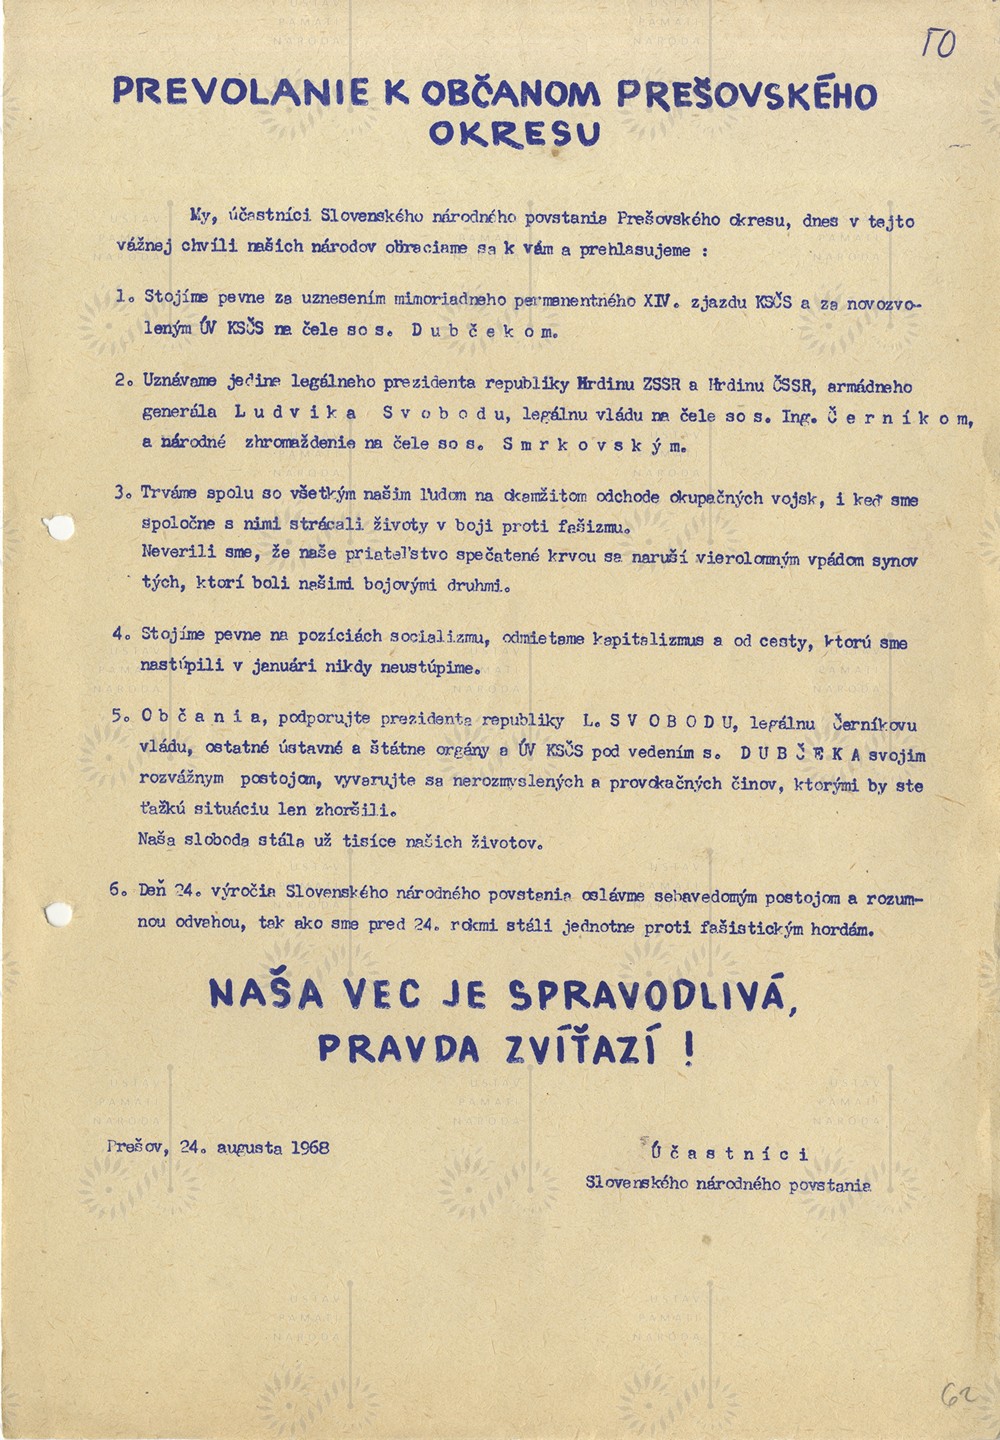 50
PREVOLANIE K OBČANOM PREŠOVSKÉHO
OKRESU
My, účastníci Slovenského národného povstania Prešovského okresu, dnes v tejto
vážnej chvíli našich národov obraciame sa k vám a prehlasujeme :
1. Stojíme pevne za uznesením mimoriadneho permanentného XIV. zjazdu KSČS a za novozvo-
leným ÚV KSČS na čele so s. D u b č e k o m.
2. Uznávame jedine legálneho prezidenta republiky Hrdinu ZSSR a Hrdinu ČSSR, armádneho
generála L u d v i k a S v o b o d u, legálnu vládu na čele so s. Ing. Č e r n í k o m,
a národné zhromaždenie na čele so s. S m r k o v s k ý m.
3. Trváme spolu so všetkým našim ľudom na okamžitom odchode okupačných vojsk, i keď sme
spoločne s nimi strácali životy v boji proti fašizmu.
Neverili sme, že naše priateľstvo spečatené krvou sa naruší vierolomným vpádom synov
tých, ktorí boli našimi bojovými druhmi.
4. Stojíme pevne na pozíciách socializmu, odmietame kapitalizmus a od cesty, ktorú sme
nastúpili v januári nikdy neustúpime.
5. O b č a n i a, podporujte prezidenta republiky L. S V O B O D U, legálnu Černíkovu
vládu, ostatné ústavné a štátne orgány a ÚV KSČS pod vedením s. D U B Č E K A svojim
rozvážnym postojom, vyvarujte sa nerozmyslených a provokačných činov, ktorými by ste
ťažkú situáciu len zhoršili.
Naša sloboda stála už tisíce našich životov.
6. Deň 24. výročia Slovenského národného povstania oslávme sebavedomým postojom a rozum-
nou odvahou, tak ako sme pred 24. rokmi stáli jednotne proti fašistickým hordám.
NAŠA VEC JE SPRAVODLIVÁ,
PRAVDA ZVÍŤAZÍ !
Prešov, 24. augusta 1968
Ú č a s t n í c i
Slovenského národného povstania
62